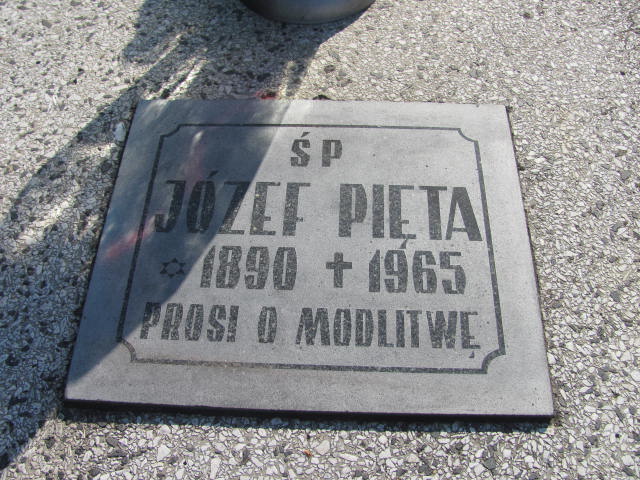 ŚP
JÓZEF PIĘTA
✡ 1890 ✝ 1965
PROSI O MODLITWĘ